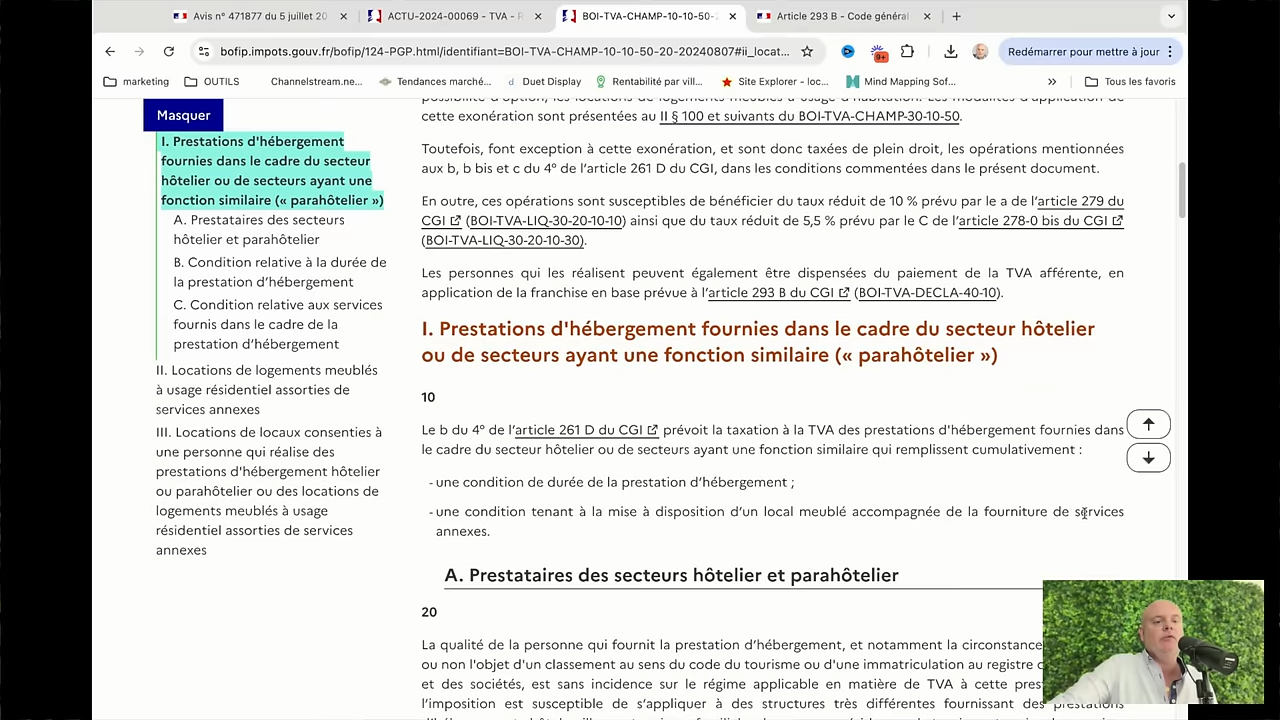 Avis n° 471877 du 5 juillet 20
ACTU-2024-00069 - TVA - R
BOI-TVA-CHAMP-10-10-50-2
Article 293 B - Code général
bofip.impots.gouv.fr/bofip/124-PGP.html/identifiant=BOI-TVA-CHAMP-10-10-50-20-20240807#ii_locat...
9+
Redémarrer pour mettre à jour
marketing
OUTILS
Channelstream.ne...
Tendances marché...
Duet Display
Rentabilité par vill...
Site Explorer - loc...
Mind Mapping Sof...
»
Tous les favoris
Masquer
I. Prestations d'hébergement
fournies dans le cadre du secteur
hôtelier ou de secteurs ayant une
fonction similaire (« parahôtelier »)
A. Prestataires des secteurs
hôtelier et parahôtelier
B. Condition relative à la durée de
la prestation d'hébergement
C. Condition relative aux services
fournis dans le cadre de la
prestation d'hébergement
II. Locations de logements meublés
à usage résidentiel assorties de
services annexes
III. Locations de locaux consenties à
une personne qui réalise des
prestations d'hébergement hôtelier
ou parahôtelier ou des locations de
logements meublés à usage
résidentiel assorties de services
annexes
possibilité d'option, les locations de logements meublés à usage d'habitation. Les modalités d'application de
cette exonération sont présentées au II § 100 et suivants du BOI-TVA-CHAMP-30-10-50.
Toutefois, font exception à cette exonération, et sont donc taxées de plein droit, les opérations mentionnées
aux b, b bis et c du 4° de l'article 261 D du CGI, dans les conditions commentées dans le présent document.
En outre, ces opérations sont susceptibles de bénéficier du taux réduit de 10 % prévu par le a de l'article 279 du
CGI (BOI-TVA-LIQ-30-20-10-10) ainsi que du taux réduit de 5,5 % prévu par le C de l'article 278-0 bis du CGI
(BOI-TVA-LIQ-30-20-10-30).
Les personnes qui les réalisent peuvent également être dispensées du paiement de la TVA afférente, en
application de la franchise en base prévue à l'article 293 B du CGI (BOI-TVA-DECLA-40-10).
I. Prestations d'hébergement fournies dans le cadre du secteur hôtelier
ou de secteurs ayant une fonction similaire (« parahôtelier »)
10
Le b du 4° de l'article 261 D du CGI prévoit la taxation à la TVA des prestations d'hébergement fournies dans
le cadre du secteur hôtelier ou de secteurs ayant une fonction similaire qui remplissent cumulativement :
- une condition de durée de la prestation d'hébergement ;
- une condition tenant à la mise à disposition d'un local meublé accompagnée de la fourniture de services
annexes.
A. Prestataires des secteurs hôtelier et parahôtelier
20
La qualité de la personne qui fournit la prestation d'hébergement, et notamment la circonstance
ou non l'objet d'un classement au sens du code du tourisme ou d'une immatriculation au registre
et des sociétés, est sans incidence sur le régime applicable en matière de TVA à cette
l'imposition est susceptible de s'appliquer à des structures très différentes fournissant des prestations